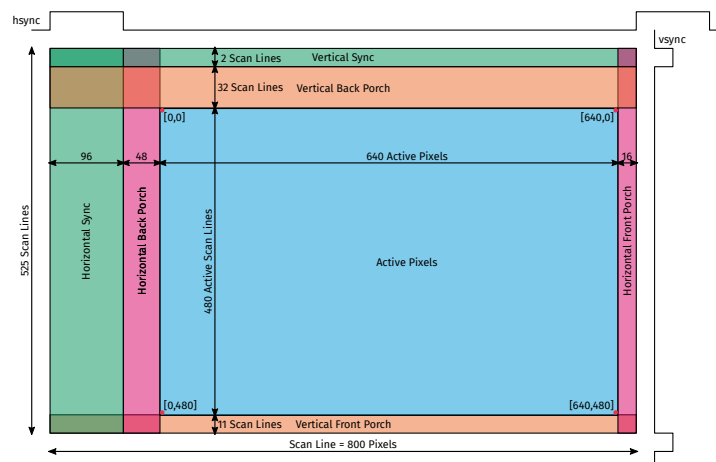 hsync
vsync
2 Scan Lines Vertical Sync
32 Scan Lines Vertical Back Porch
[0,0]
[640,0]
96
48
640 Active Pixels
16
525 Scan Lines
Horizontal Sync
Horizontal Back Porch
480 Active Scan Lines
Active Pixels
Horizontal Front Porch
[0,480]
[640,480]
11 Scan Lines Vertical Front Porch
Scan Line = 800 Pixels